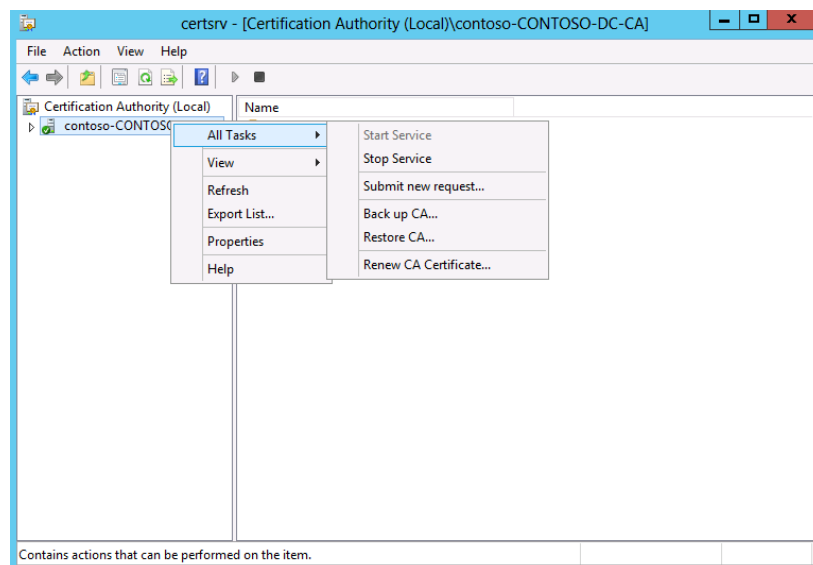 certsrv - [Certification Authority (Local)\contoso-CONTOSO-DC-CA]
File Action View Help
Certification Authority (Local)
Name
contoso-CONTOSO
All Tasks
View
Refresh
Export List...
Properties
Help
Start Service
Stop Service
Submit new request...
Back up CA...
Restore CA...
Renew CA Certificate...
Contains actions that can be performed on the item.